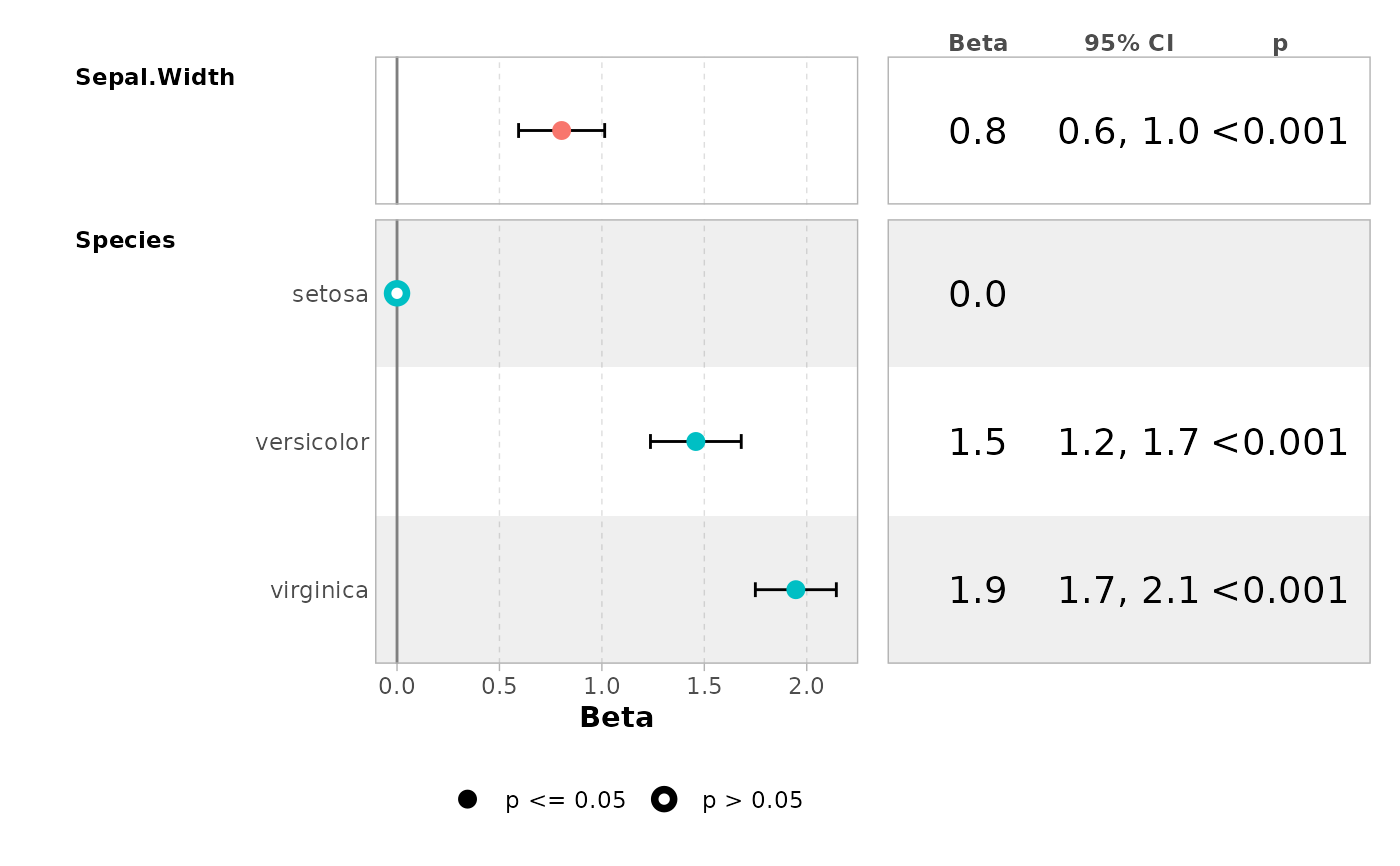 Beta 95% CI p
Sepal.Width
0.8 0.6, 1.0 <0.001
Species
setosa 0.0
versicolor 1.5 1.2, 1.7 <0.001
virginica 1.9 1.7, 2.1 <0.001
0.0 0.5 1.0 1.5 2.0
Beta
p <= 0.05 p > 0.05